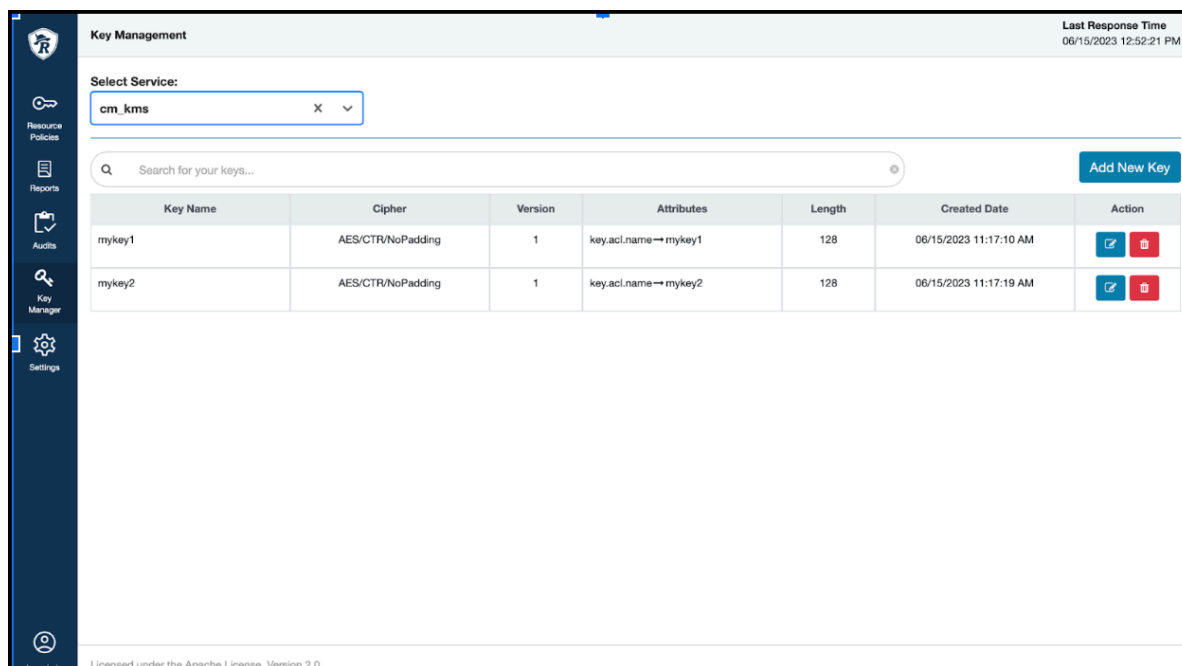 R
Key Management
Last Response Time
06/15/2023 12:52:21 PM
Resource
Policies
Reports
Audits
Key
Manager
Settings
Select Service:
cm_kms
Search for your keys...
Add New Key
Key Name Cipher Version Attributes Length Created Date Action
mykey1 AES/CTR/NoPadding 1 key.acl.name→mykey1 128 06/15/2023 11:17:10 AM
mykey2 AES/CTR/NoPadding 1 key.acl.name→mykey2 128 06/15/2023 11:17:19 AM
Licensed under the Apache License, Version 2.0